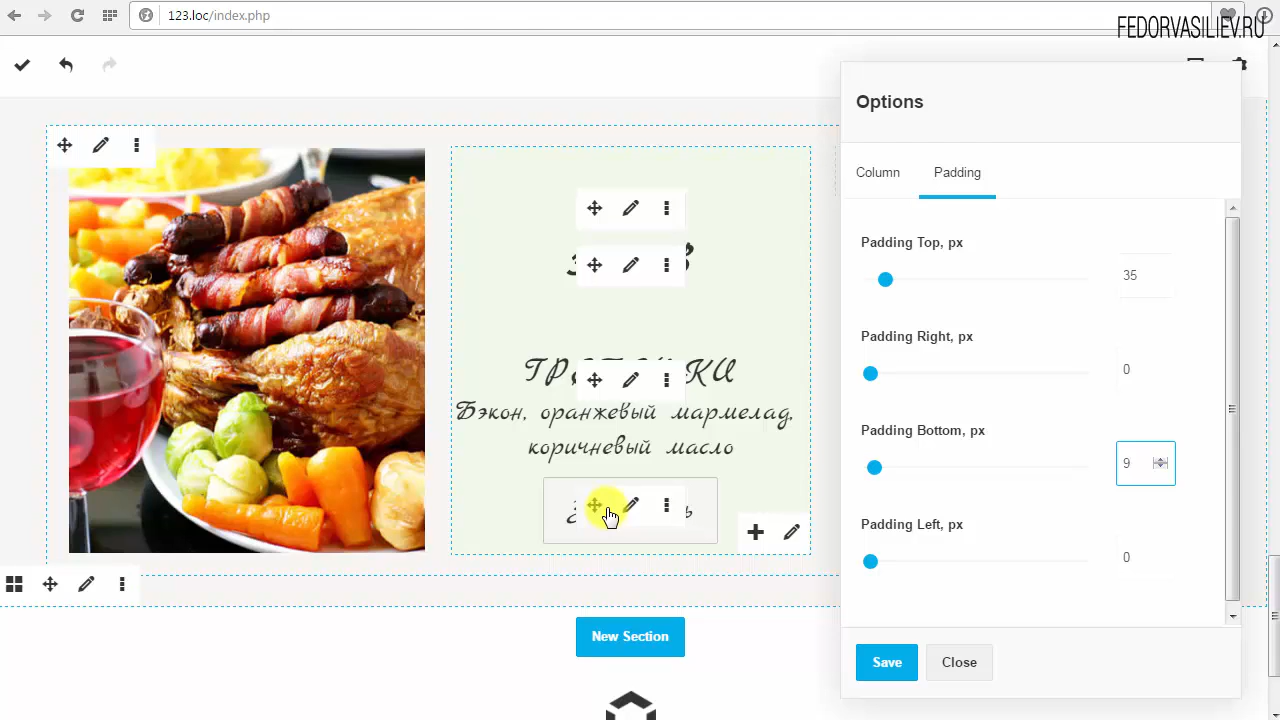 123.loc/index.php
FEDORVASILIEV.RU
Options
Column
Padding
Padding Top, px
35
Padding Right, px
0
Padding Bottom, px
9
Padding Left, px
0
Save
Close
Бэкон, оранжевый мармелад,
коричневый масло
New Section